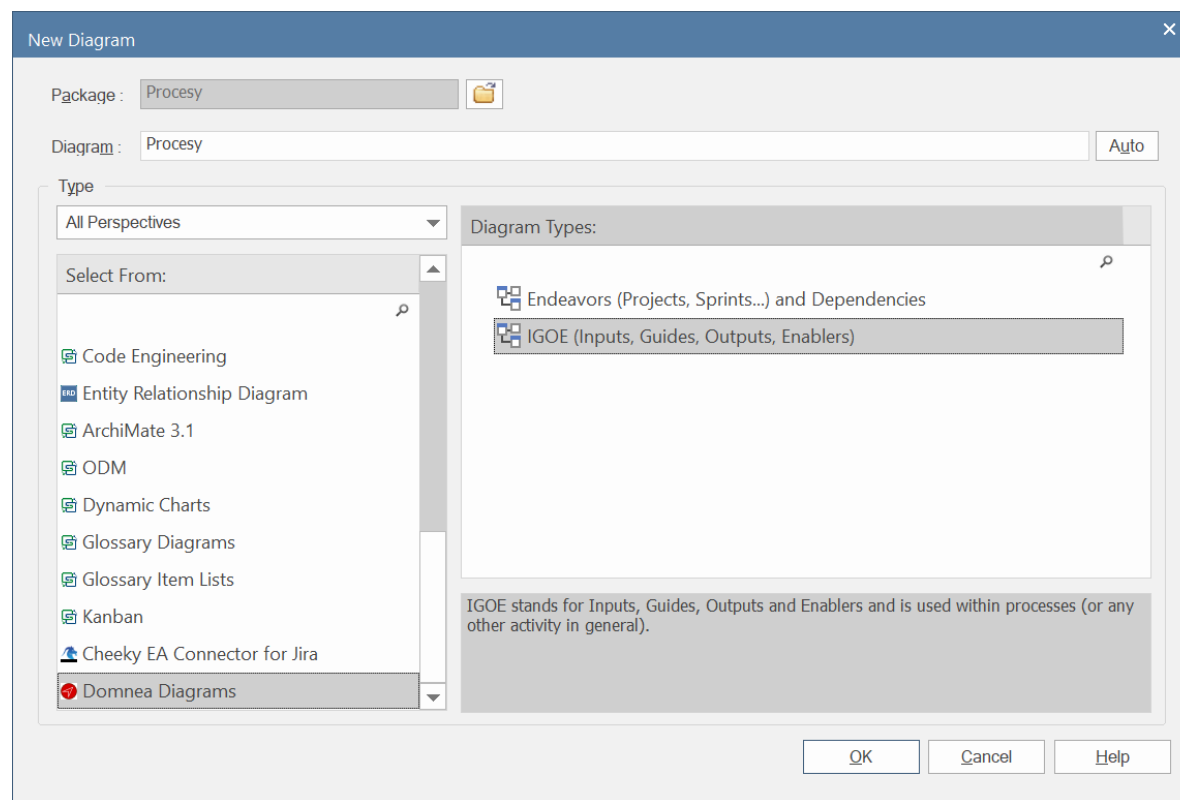 New Diagram
Package :
Procesy
Diagram :
Procesy
Auto
Type
All Perspectives
Diagram Types:
Select From:
Endeavors (Projects, Sprints...) and Dependencies
IGOE (Inputs, Guides, Outputs, Enablers)
Code Engineering
ERD
Entity Relationship Diagram
ArchiMate 3.1
ODM
Dynamic Charts
Glossary Diagrams
Glossary Item Lists
Kanban
Cheeky EA Connector for Jira
Domnea Diagrams
IGOE stands for Inputs, Guides, Outputs and Enablers and is used within processes (or any
other activity in general).
OK
Cancel
Help